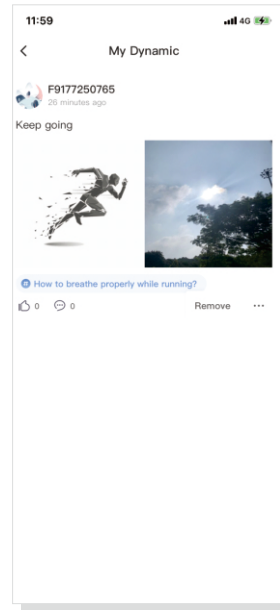 11:59
4G
My Dynamic
F9177250765
26 minutes ago
Keep going
How to breathe properly while running?
0
0
Remove
...